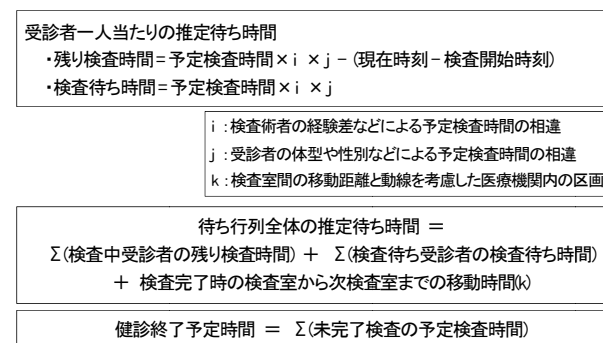 受診者一人当たりの推定待ち時間
・残り検査時間＝予定検査時間×i ×j －(現在時刻－検査開始時刻)
・検査待ち時間＝予定検査時間×i ×j
i ：検査術者の経験差などによる予定検査時間の相違
j ：受診者の体型や性別などによる予定検査時間の相違
k：検査室間の移動距離と動線を考慮した医療機関内の区画
待ち行列全体の推定待ち時間 ＝
Σ(検査中受診者の残り検査時間) ＋ Σ(検査待ち受診者の検査待ち時間)
＋ 検査完了時の検査室から次検査室までの移動時間(k)
健診終了予定時間 ＝ Σ(未完了検査の予定検査時間)